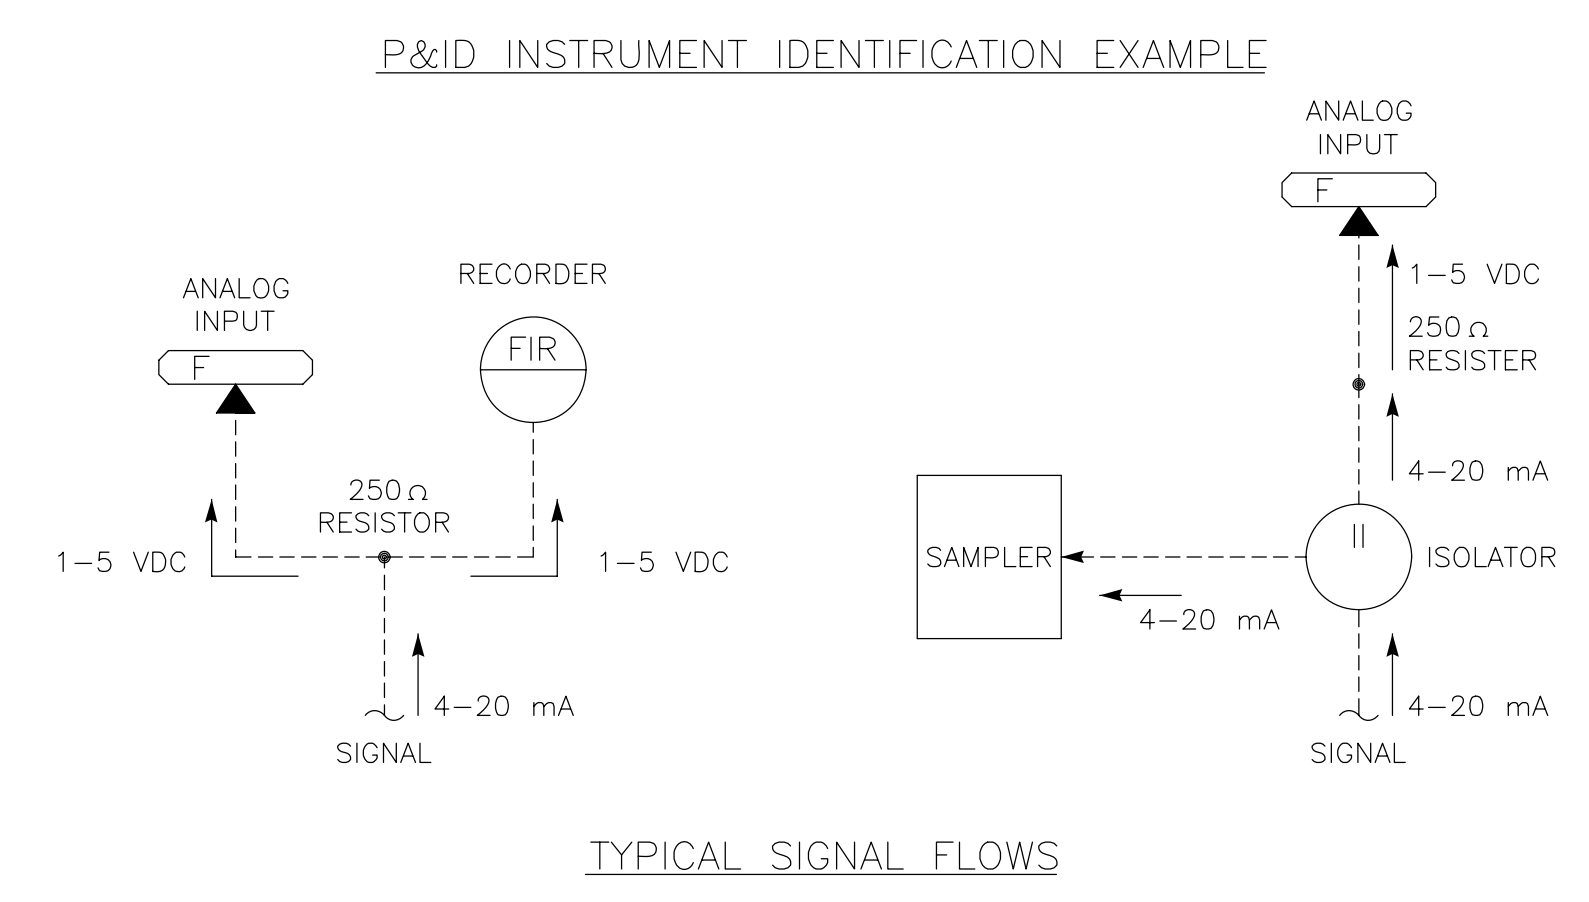 P&ID INSTRUMENT IDENTIFICATION EXAMPLE
ANALOG
INPUT
F
RECORDER
FIR
250Ω
RESISTOR
1-5 VDC
1-5 VDC
4-20 mA
SIGNAL
ANALOG
INPUT
F
1-5 VDC
250Ω
RESISTER
4-20 mA
SAMPLER
II
ISOLATOR
4-20 mA
4-20 mA
SIGNAL
TYPICAL SIGNAL FLOWS